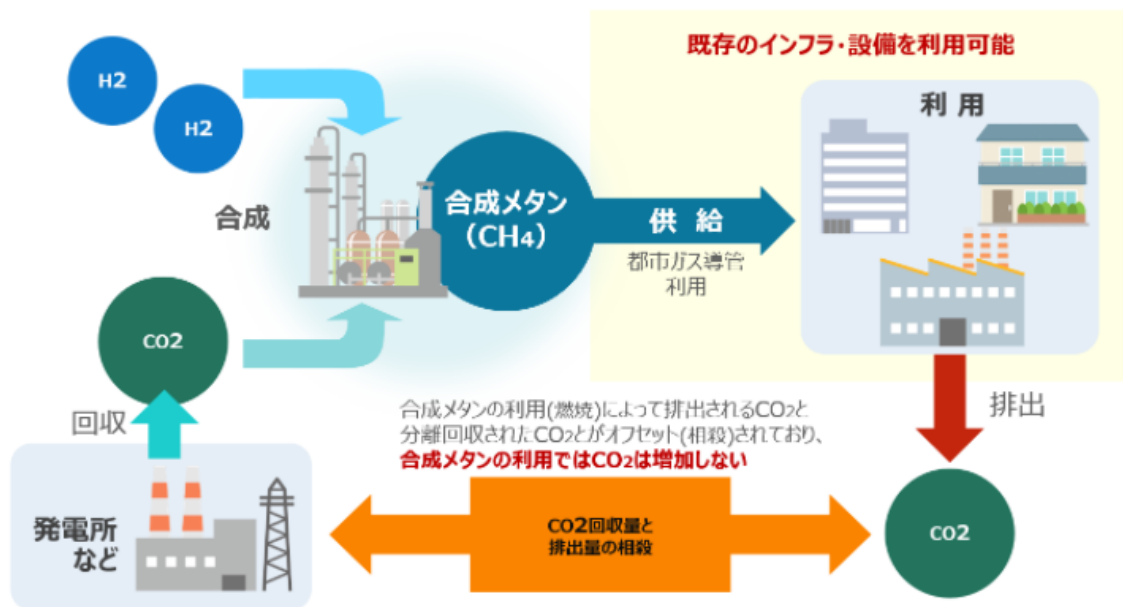 既存のインフラ・設備を利用可能
H2
H2
利用
合成
合成メタン
（CH4）
供給
都市ガス導管
利用
CO2
回収
排出
合成メタンの利用(燃焼)によって排出されるCO₂と
分離回収されたCO₂とがオフセット(相殺)されており、
合成メタンの利用ではCO₂は増加しない
発電所
など
CO2回収量と
排出量の相殺
CO2